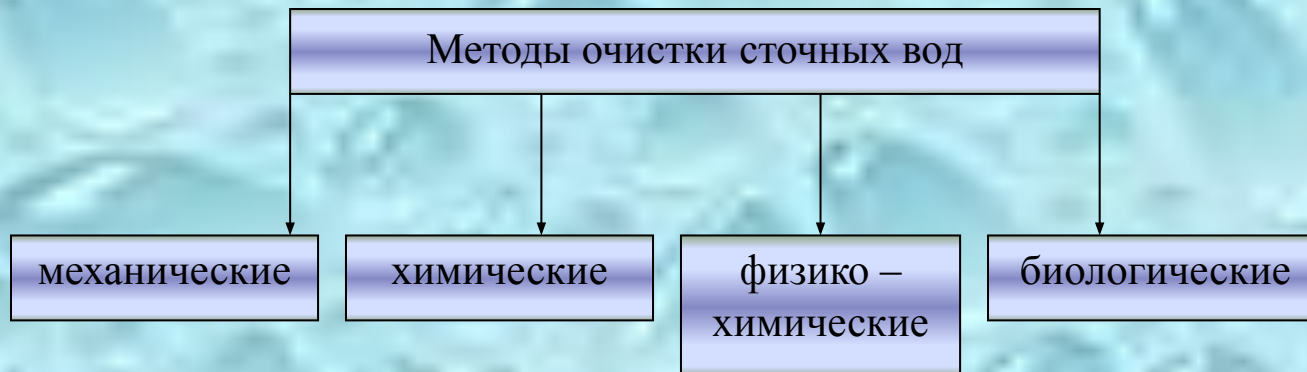 Методы очистки сточных вод
механические
химические
физико –
химические
биологические